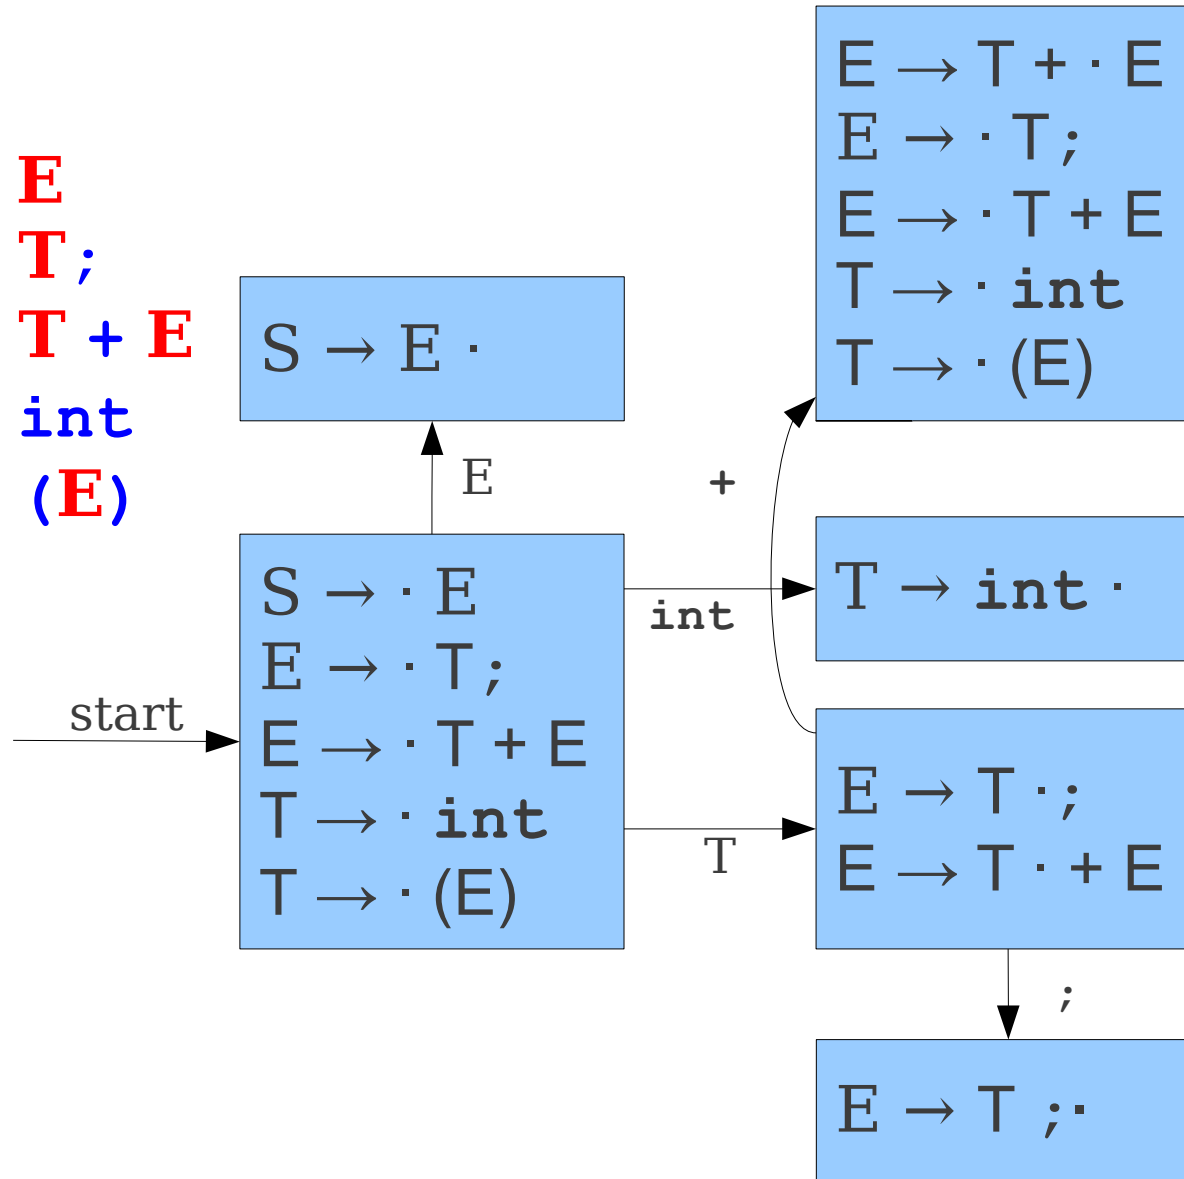 E
T ;
T + E
int
(E)
S → E ·
E
start
S → · E
E → · T ;
E → · T + E
T → · int
T → · (E)
+
int
T
E → T + · E
E → · T ;
E → · T + E
T → · int
T → · (E)
T → int ·
E → T · ;
E → T · + E
;
E → T ; ·